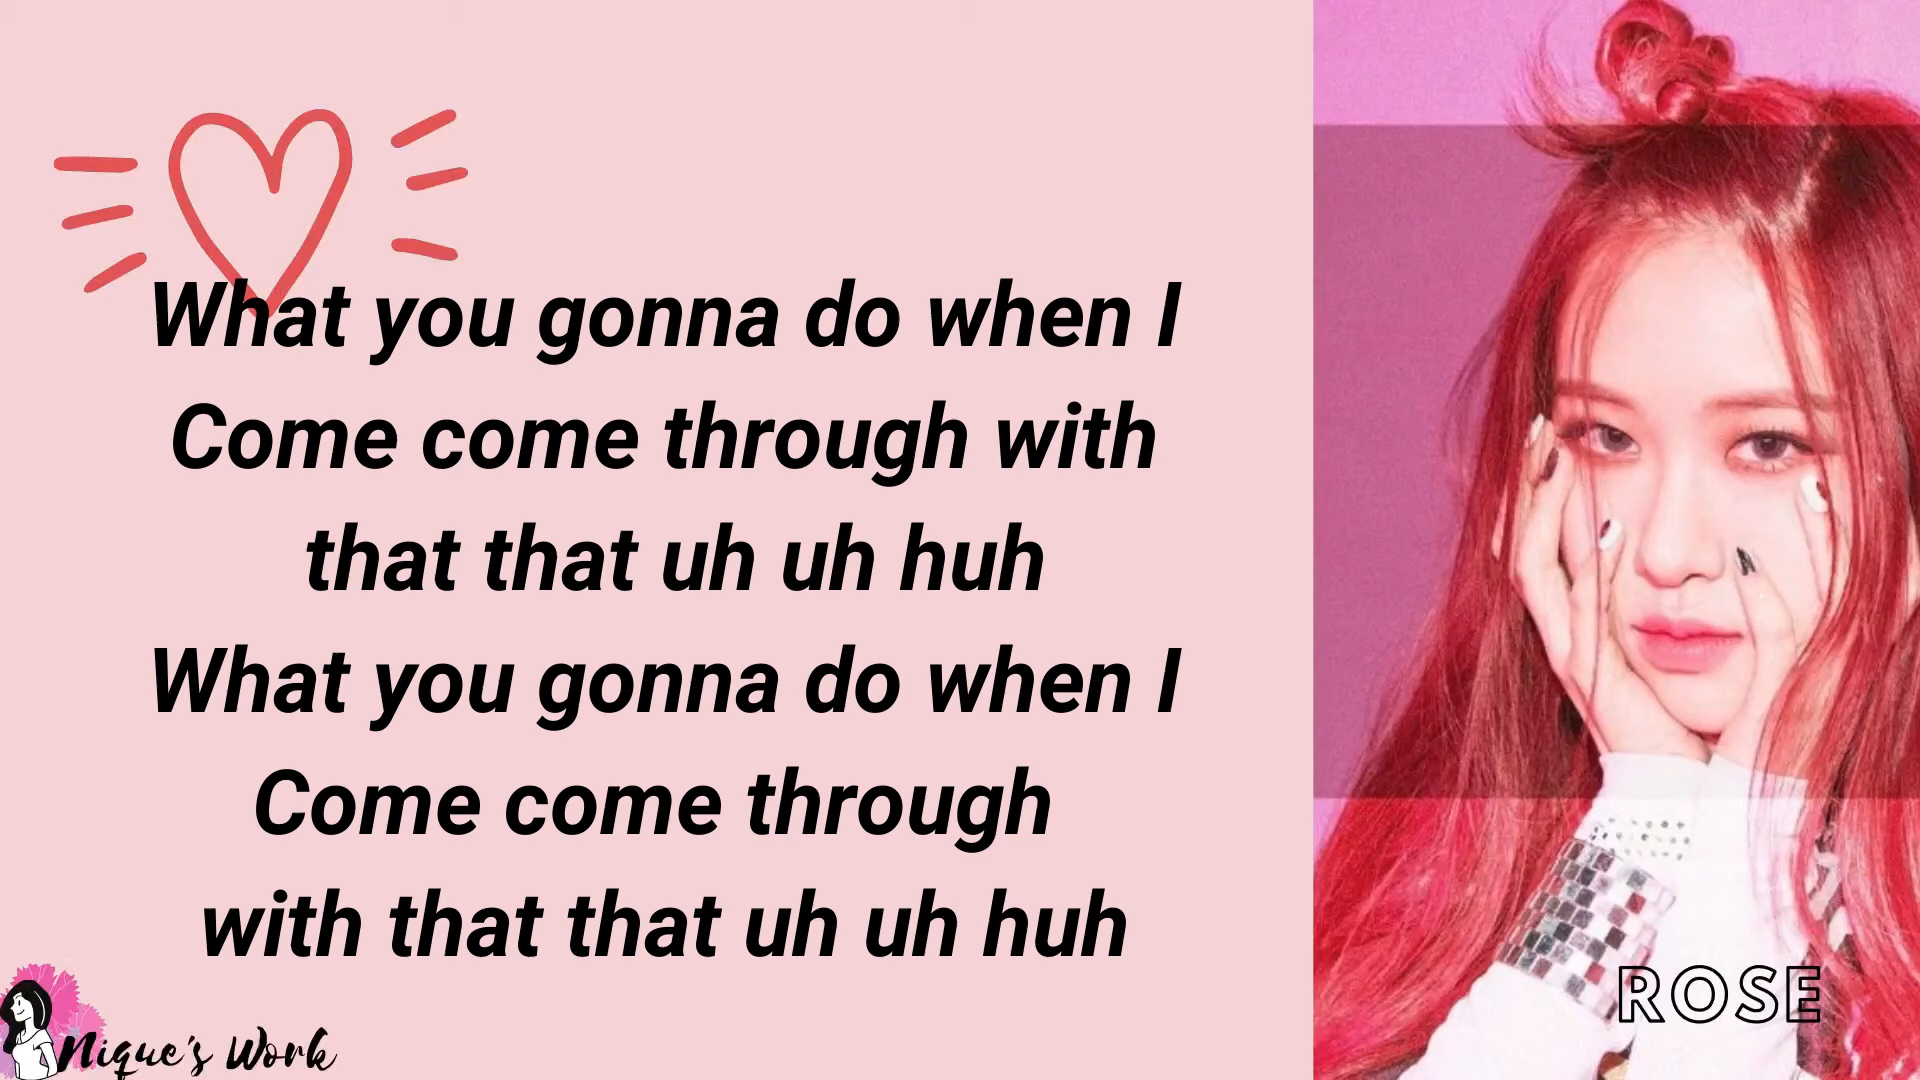 What you gonna do when I
Come come through with
that that uh uh huh
What you gonna do when I
Come come through
with that that uh uh huh
ROSE
Nique's Work